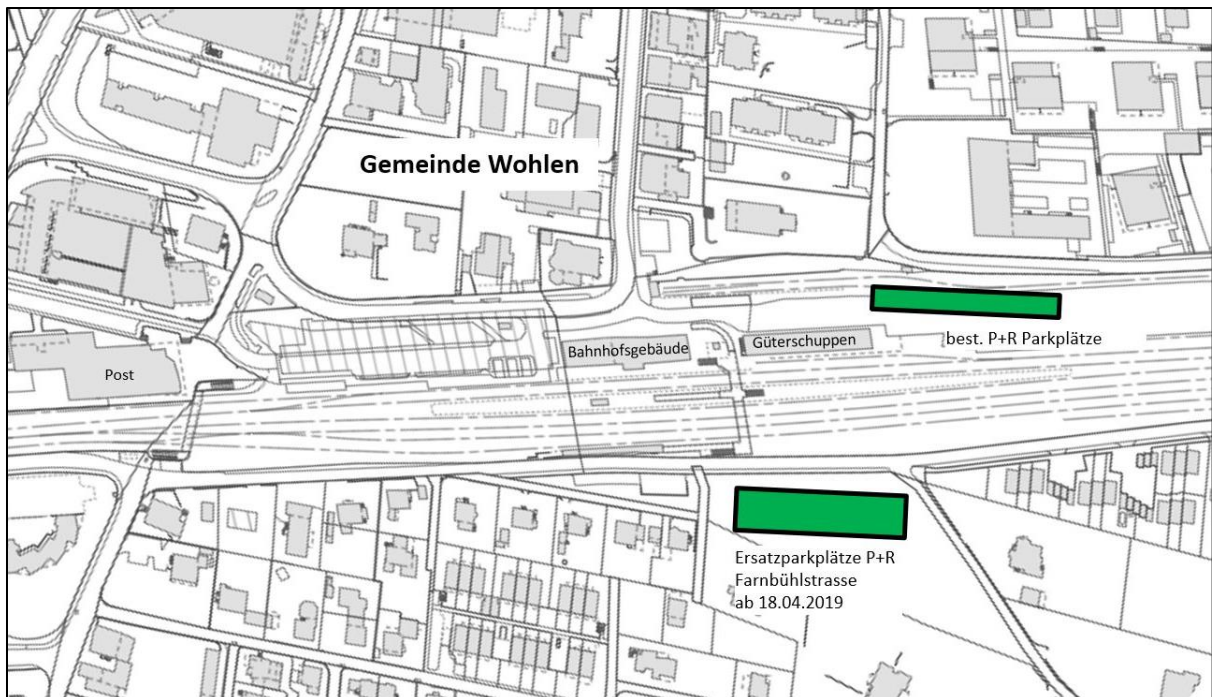 Gemeinde Wohlen
best. P+R Parkplätze
Güterschuppen
Bahnhofsgebäude
Post
Ersatzparkplätze P+R
Farnbühlstrasse
ab 18.04.2019